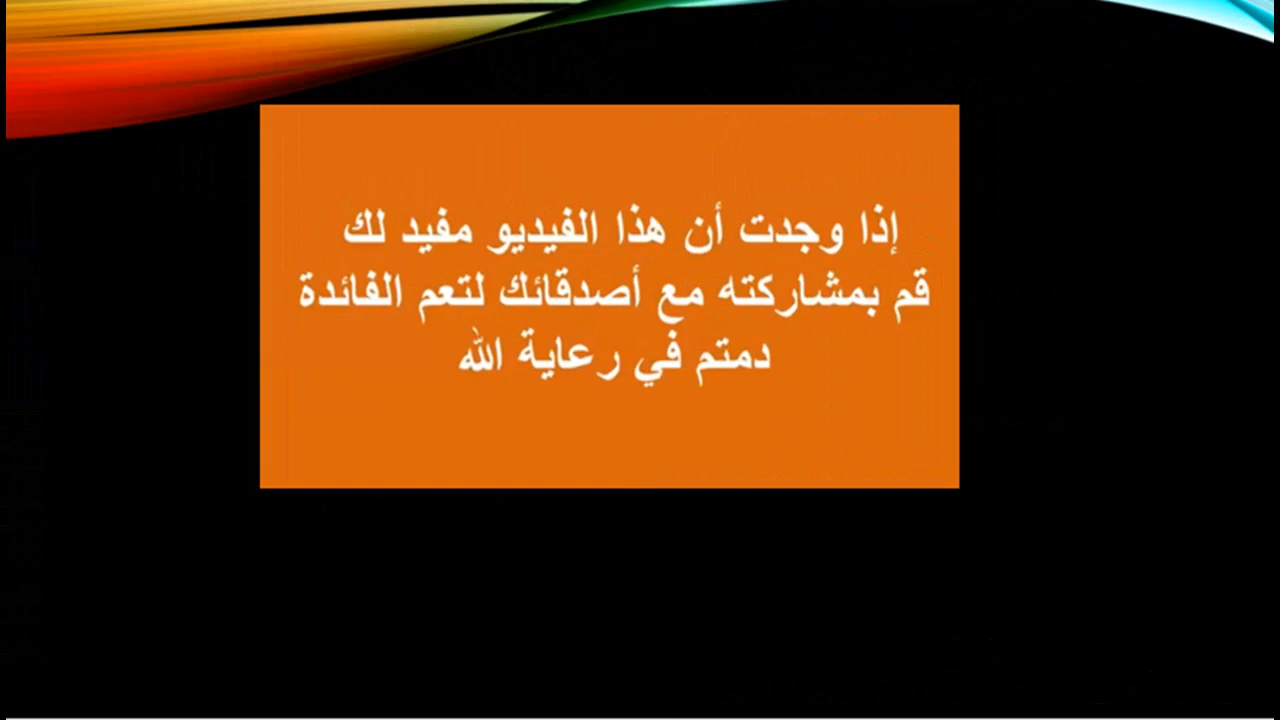 إذا وجدت أن هذا الفيديو مفيد لك
قم بمشاركته مع أصدقائك لتعم الفائدة
دمتم في رعاية الله